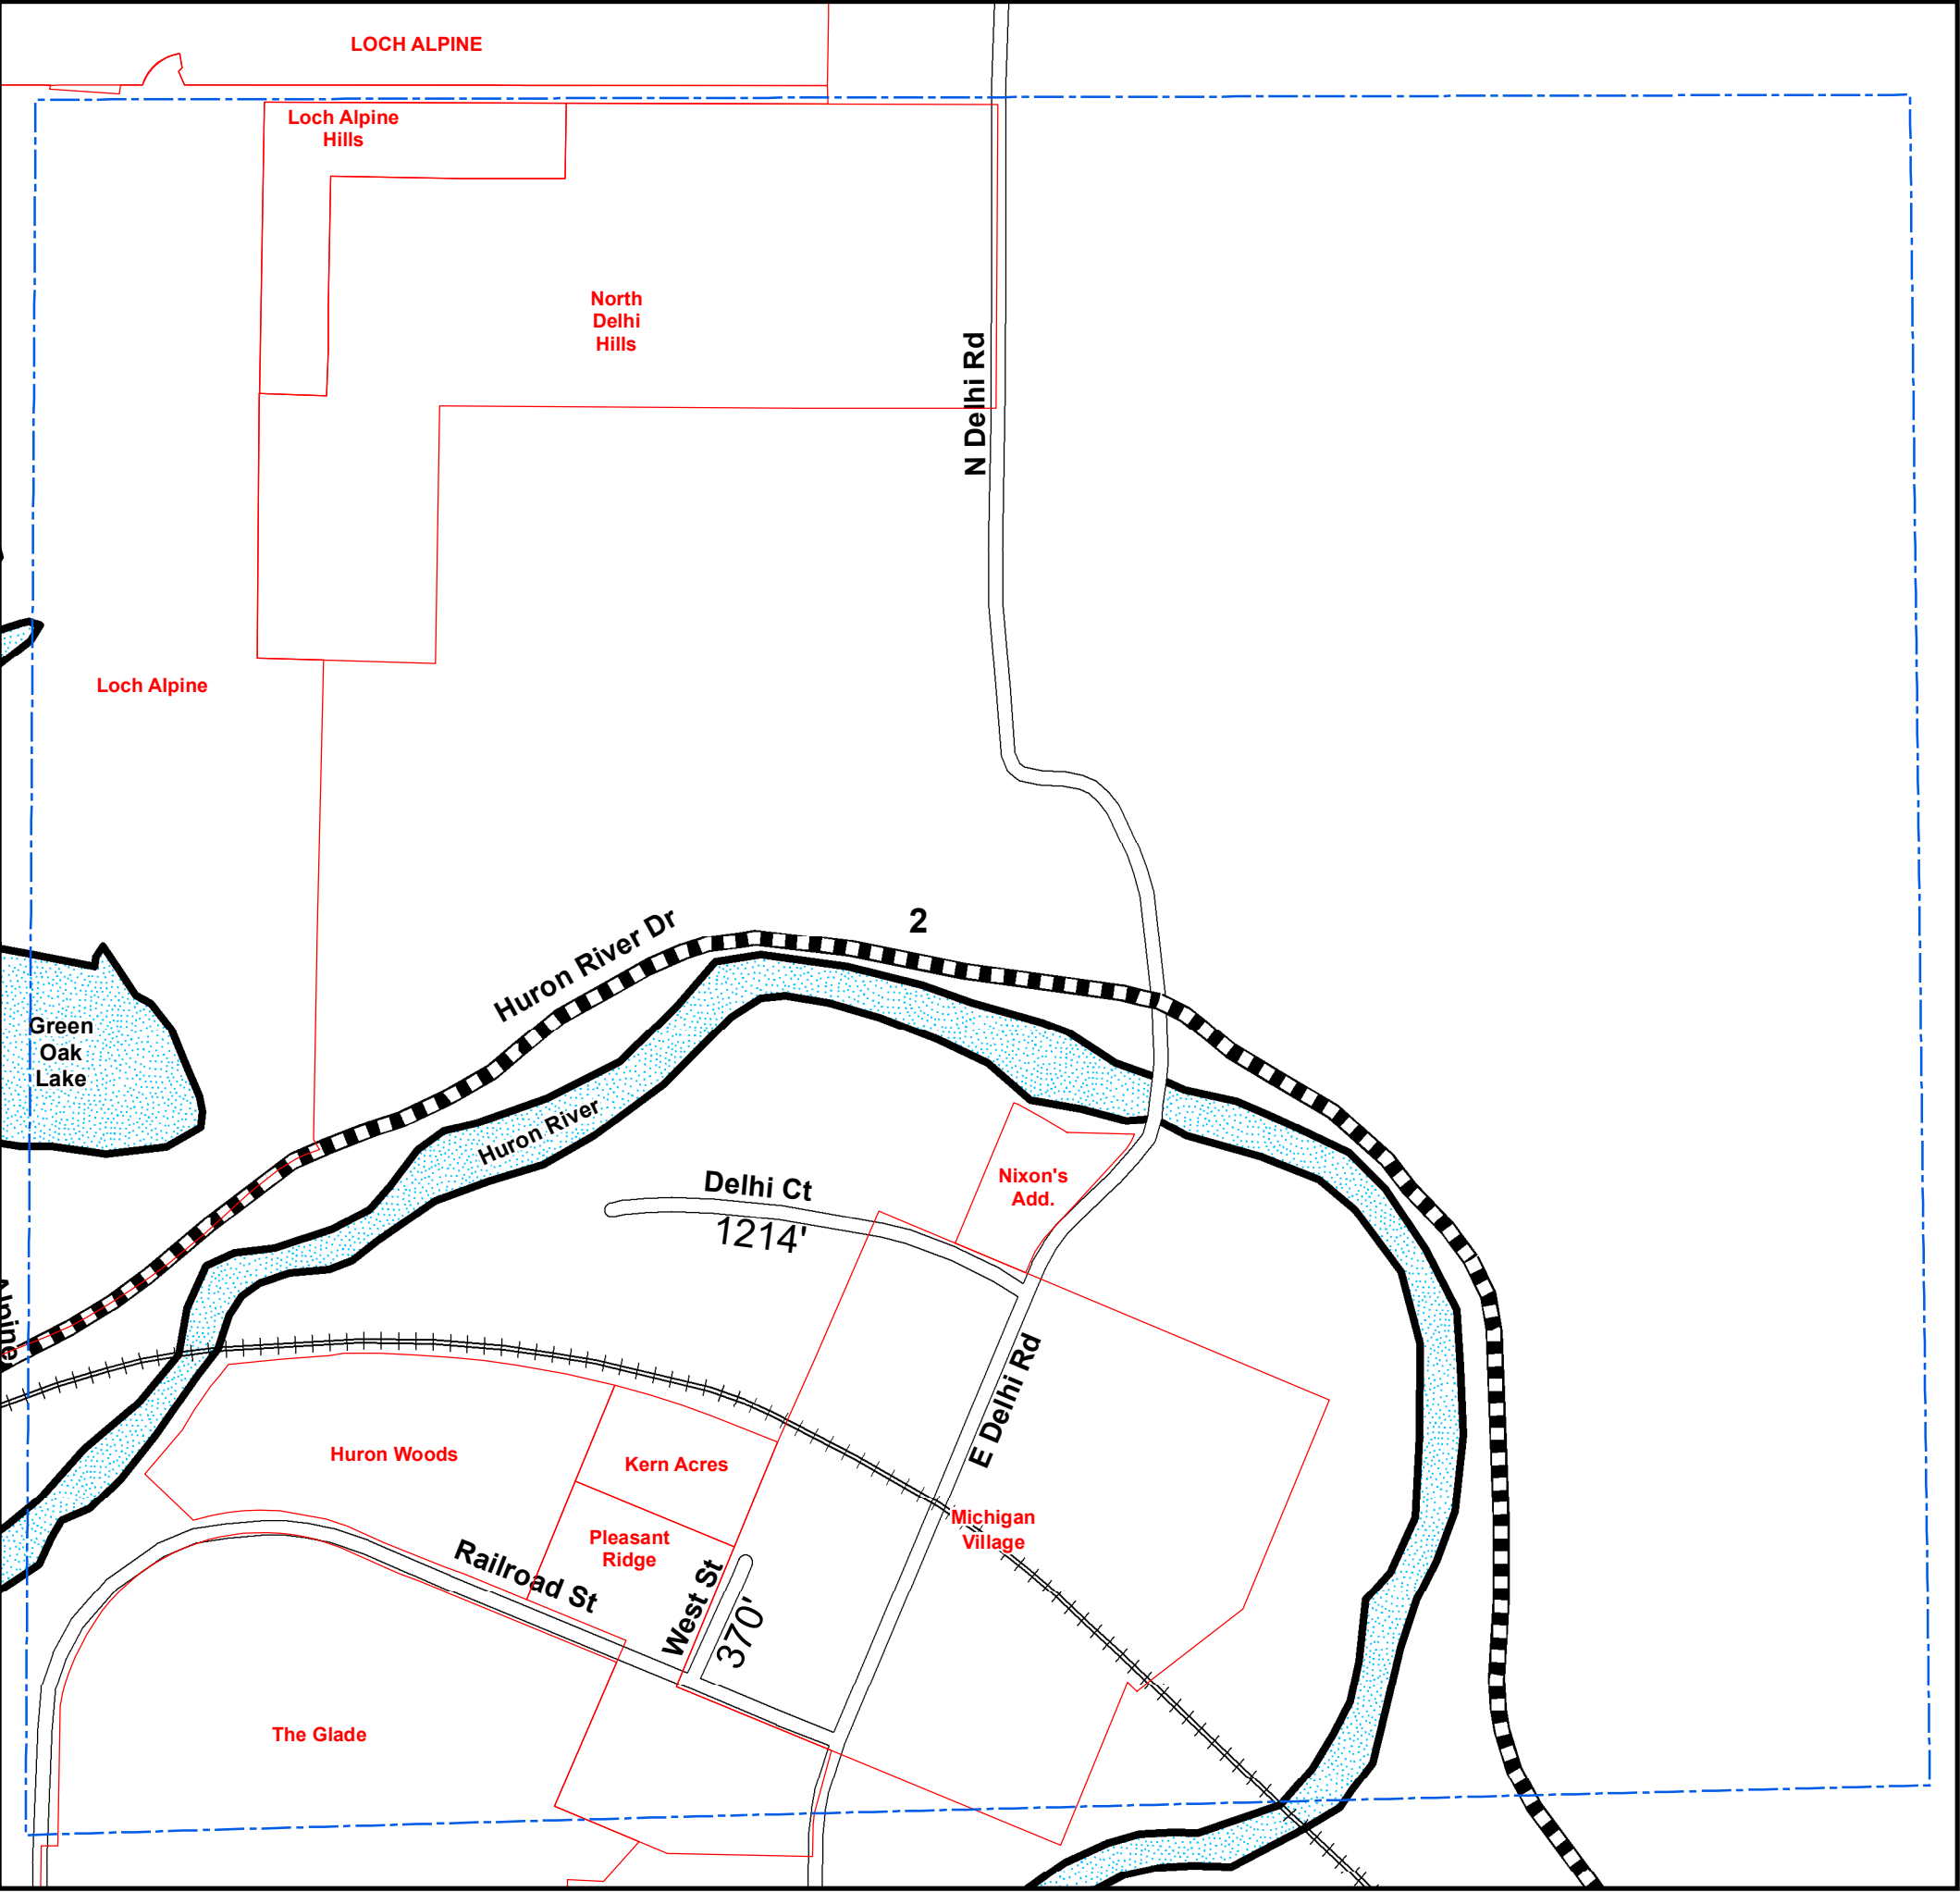 LOCH ALPINE
Loch Alpine
Hills
North
Delhi
Hills
N Delhi Rd
Loch Alpine
2
Huron River Dr
Green
Oak
Lake
Huron River
Nixon's
Add.
Delhi Ct
1214'
Alpine
E Delhi Rd
Huron Woods
Kern Acres
Michigan
Village
Pleasant
Ridge
Railroad St
West St
370'
The Glade